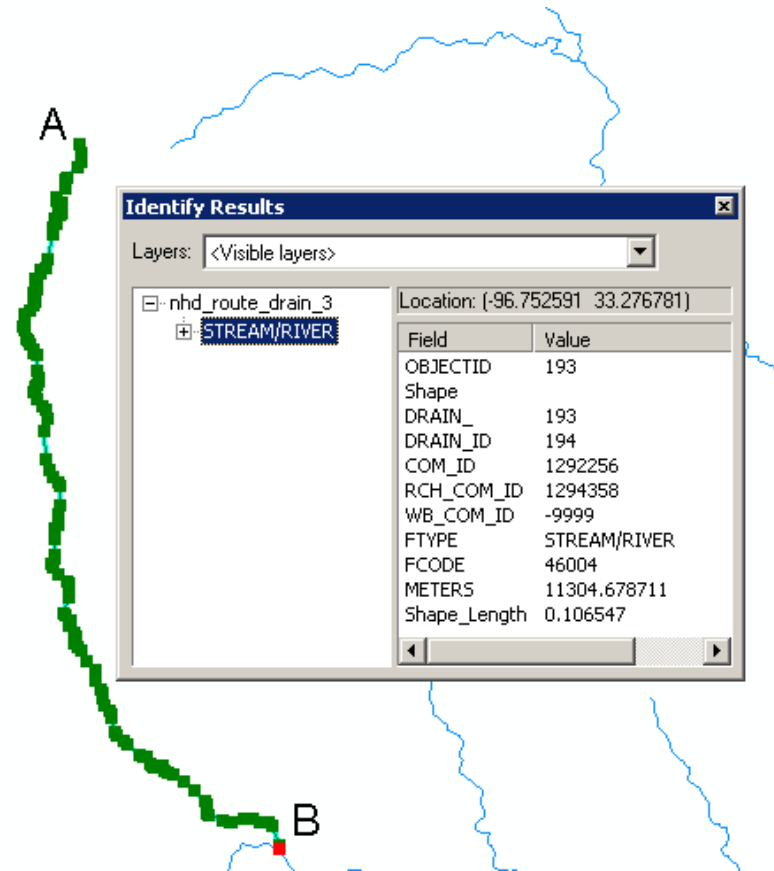 A
Identify Results
Layers: <Visible layers>
nhd_route_drain_3
STREAM/RIVER
Location: (-96.752591 33.276781)
Field Value
OBJECTID 193
Shape
DRAIN_ 193
DRAIN_ID 194
COM_ID 1292256
RCH_COM_ID 1294358
WB_COM_ID -9999
FTYPE STREAM/RIVER
FCODE 46004
METERS 11304.678711
Shape_Length 0.106547
B